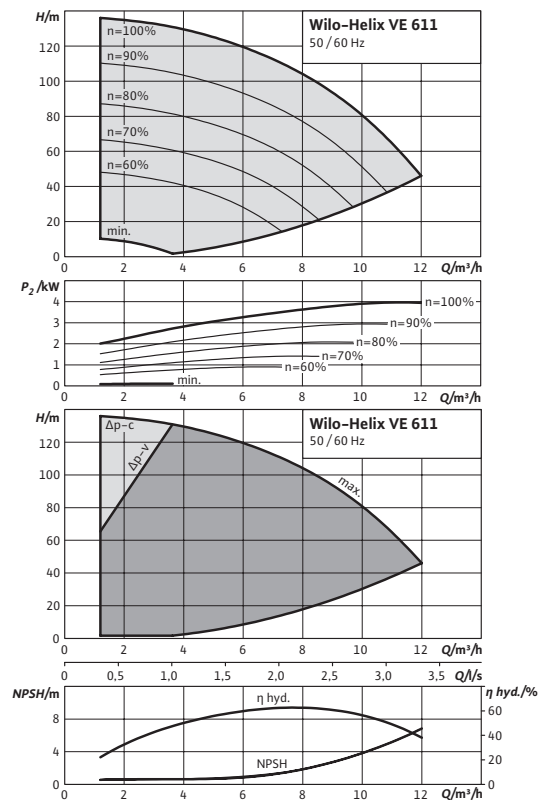 H/m
Wilo-Helix VE 611
50 / 60 Hz
n=100%
n=90%
n=80%
n=70%
n=60%
min.
120
100
80
60
40
20
0
0 2 4 6 8 10 12 Q/m³/h
P2 /kW
4
3
2
1
0
n=100%
n=90%
n=80%
n=70%
n=60%
min.
0 2 4 6 8 10 12 Q/m³/h
H/m
Wilo-Helix VE 611
50 / 60 Hz
Δp-c
Δp-v
max.
120
100
80
60
40
20
0
0 2 4 6 8 10 12 Q/m³/h
0 0,5 1,0 1,5 2,0 2,5 3,0 3,5 Q/l/s
NPSH/m
η hyd./%
η hyd.
NPSH
8
4
0
60
40
20
0
0 2 4 6 8 10 12 Q/m³/h